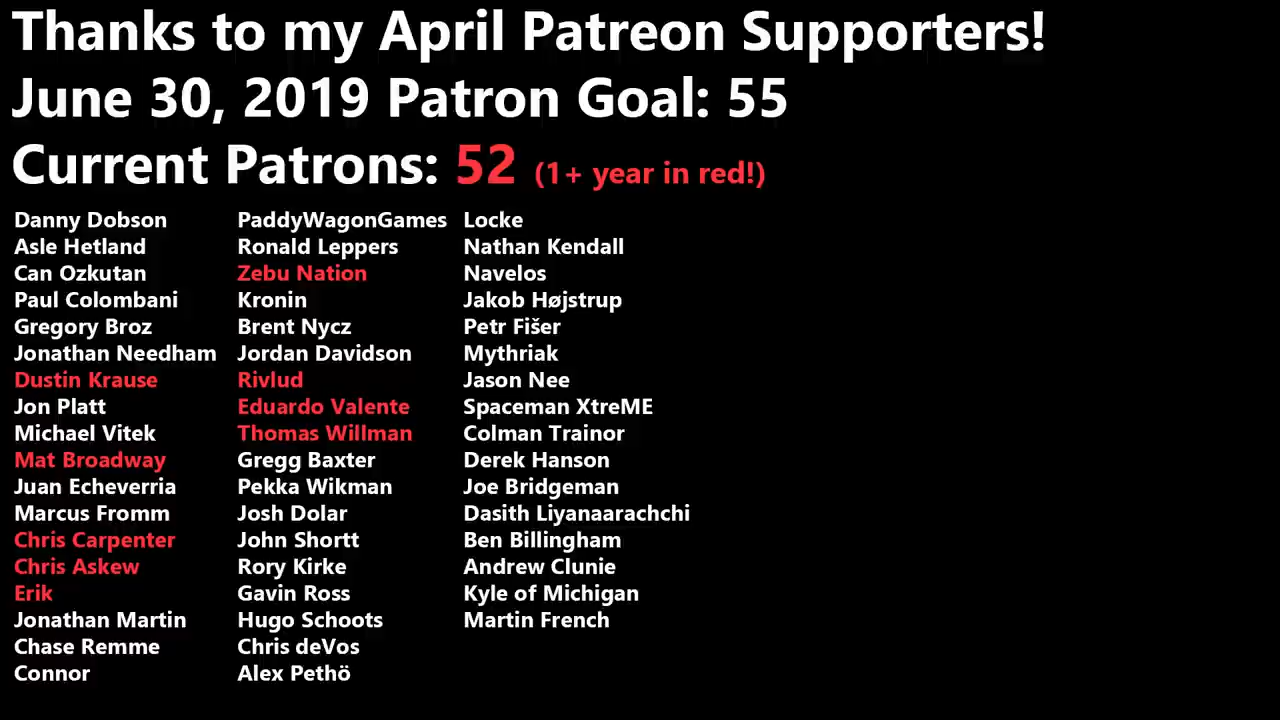 Thanks to my April Patreon Supporters!
June 30, 2019 Patron Goal: 55
Current Patrons: 52 (1+ year in red!)
Danny Dobson
Asle Hetland
Can Ozkutan
Paul Colombani
Gregory Broz
Jonathan Needham
Dustin Krause
Jon Platt
Michael Vitek
Mat Broadway
Juan Echeverria
Marcus Fromm
Chris Carpenter
Chris Askew
Erik
Jonathan Martin
Chase Remme
Connor
PaddyWagonGames
Ronald Leppers
Zebu Nation
Kronin
Brent Nycz
Jordan Davidson
Rivlud
Eduardo Valente
Thomas Willman
Gregg Baxter
Pekka Wikman
Josh Dolar
John Shortt
Rory Kirke
Gavin Ross
Hugo Schoots
Chris deVos
Alex Pethö
Locke
Nathan Kendall
Navelos
Jakob Højstrup
Petr Fišer
Mythriak
Jason Nee
Spaceman XtreME
Colman Trainor
Derek Hanson
Joe Bridgeman
Dasith Liyanaarachchi
Ben Billingham
Andrew Clunie
Kyle of Michigan
Martin French